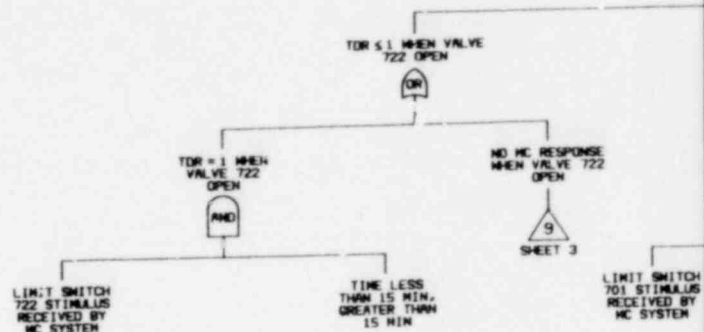 TDR ≤ 1 WHEN VALVE
722 OPEN
OR
TDR = 1 WHEN
VALVE 722
OPEN
NO MC RESPONSE
WHEN VALVE 722
OPEN
AND
9
SHEET 3
LIMIT SWITCH
722 STIMULUS
RECEIVED BY
MC SYSTEM
TIME LESS
THAN 15 MIN,
GREATER THAN
15 MIN
LIMIT SWITCH
701 STIMULUS
RECEIVED BY
MC SYSTEM